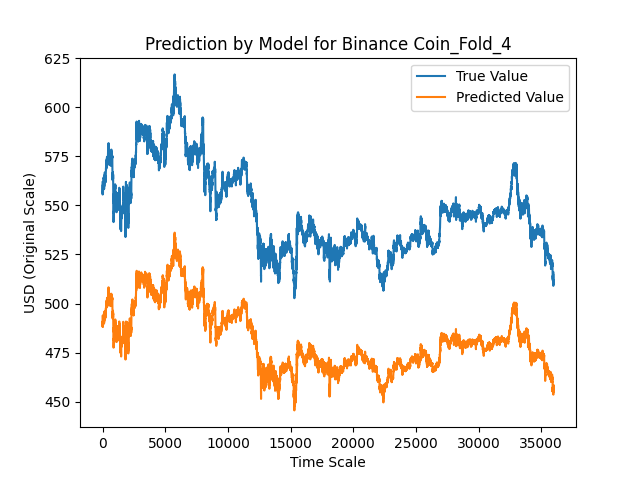 Prediction by Model for Binance Coin_Fold_4
True Value
Predicted Value
USD (Original Scale)
625
600
575
550
525
500
475
450
0 5000 10000 15000 20000 25000 30000 35000
Time Scale